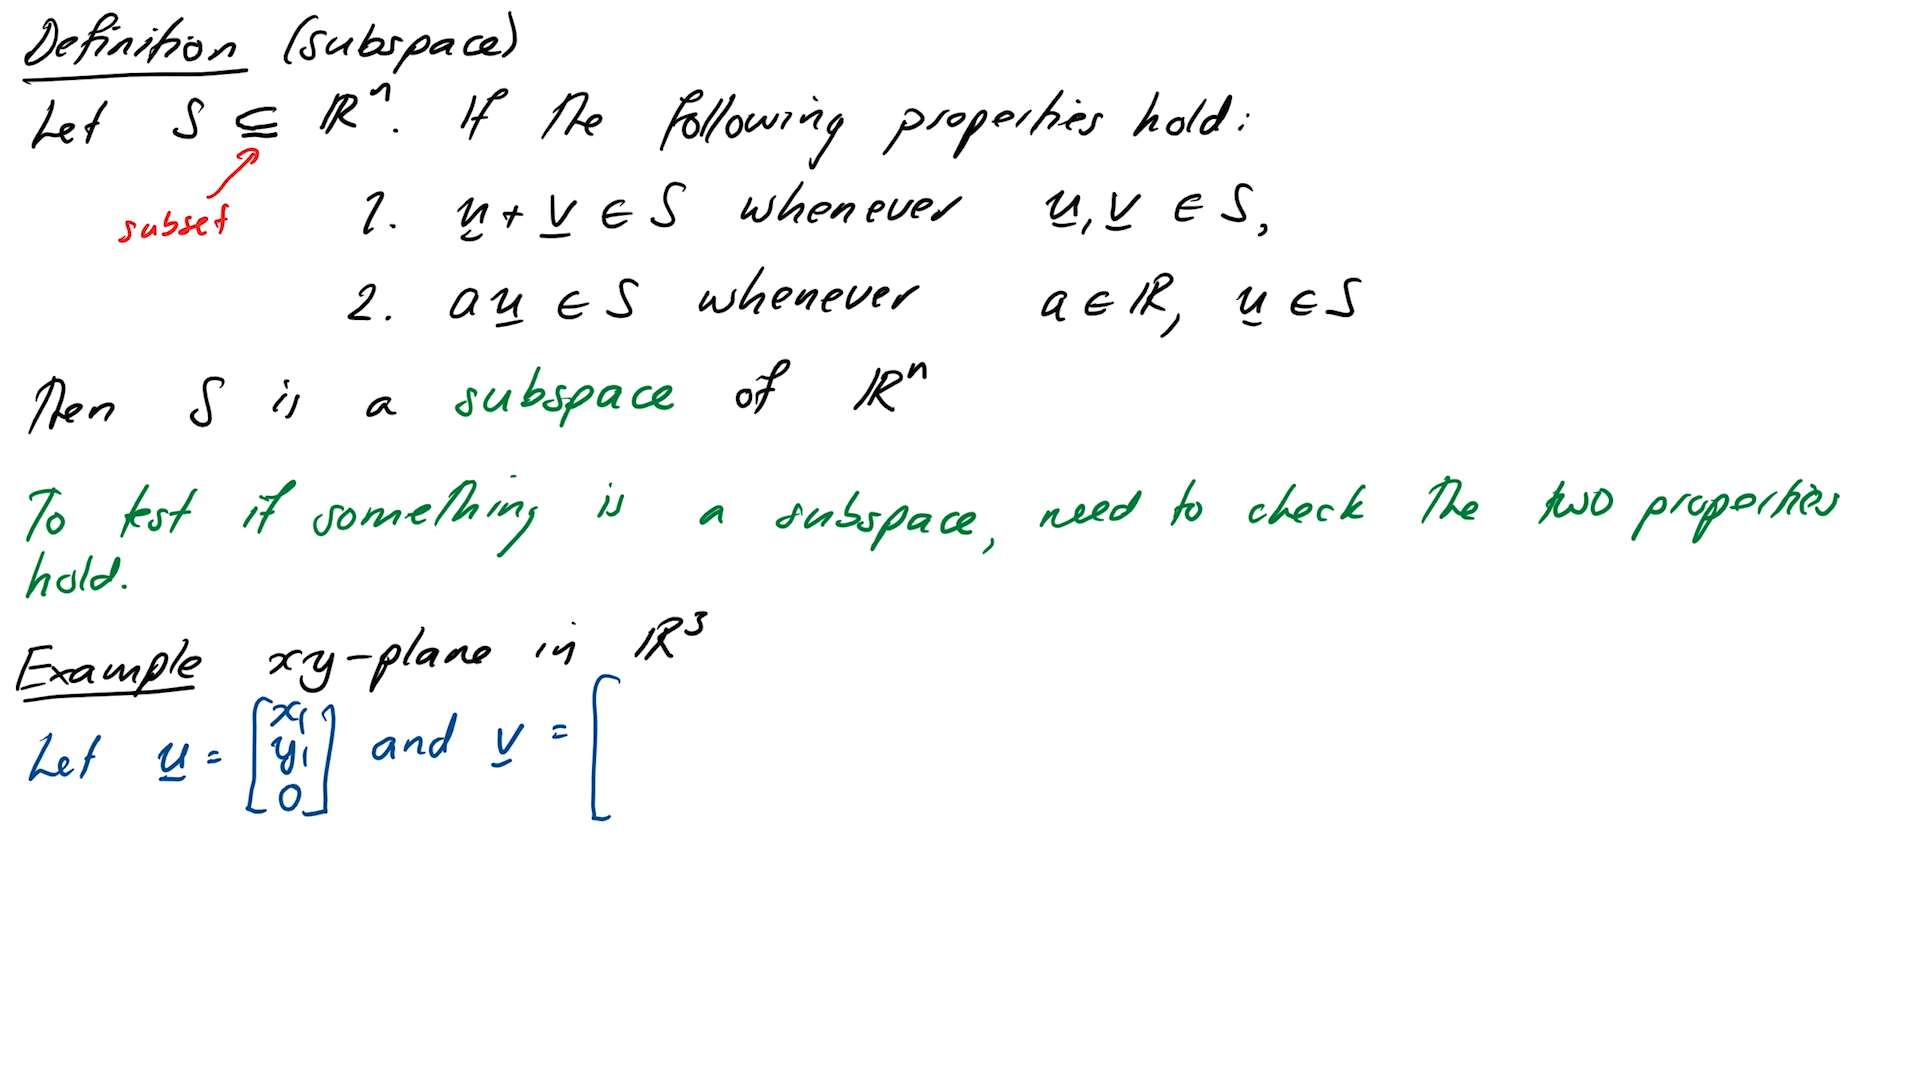 Definition (subspace)
Let S ⊆ ℝⁿ. If the following properties hold:
subset
1. u + v ∈ S whenever u, v ∈ S,
2. a u ∈ S whenever a ∈ ℝ, u ∈ S
Then S is a subspace of ℝⁿ
To test if something is a subspace, need to check the two properties
hold.
Example xy-plane in ℝ³
Let u = [x₁ y₁ 0] and v = [